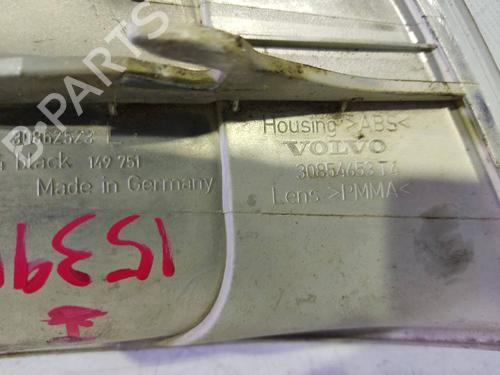 B-PARTS
30862523 L
black 149 751
Made in Germany
Housing >ABS<
VOLVO
30854653 T4
Lens >PMMA<
1539
I